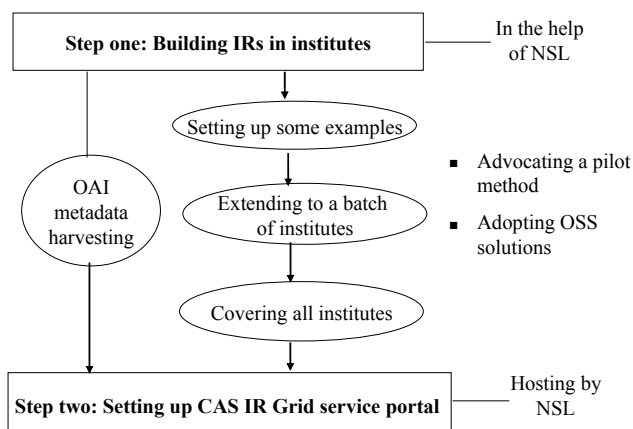 Step one: Building IRs in institutes
In the help
of NSL
Setting up some examples
OAI
metadata
harvesting
Extending to a batch
of institutes
▪ Advocating a pilot
method
▪ Adopting OSS
solutions
Covering all institutes
Step two: Setting up CAS IR Grid service portal
Hosting by
NSL